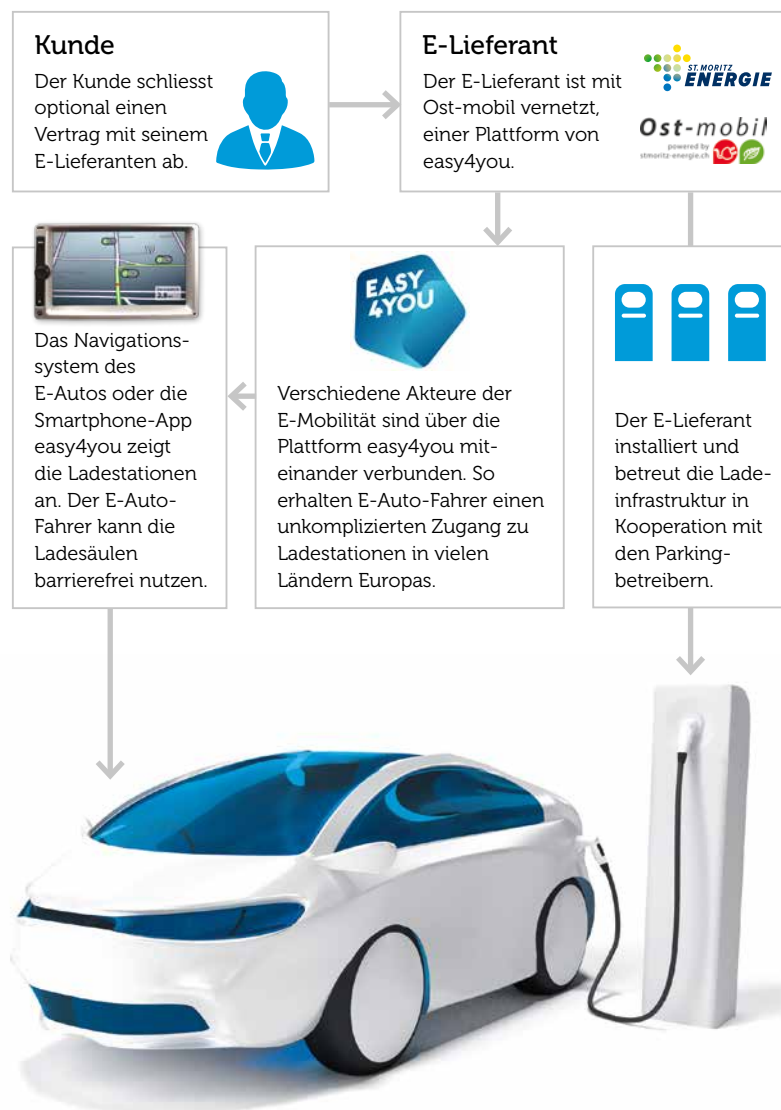 Kunde
Der Kunde schliesst
optional einen
Vertrag mit seinem
E-Lieferanten ab.
E-Lieferant
Der E-Lieferant ist mit
Ost-mobil vernetzt,
einer Plattform von
easy4you.
ST. MORITZ
ENERGIE
Ost-mobil
powered by
stmoritz-energie.ch
Das Navigations-
system des
E-Autos oder die
Smartphone-App
easy4you zeigt
die Ladestationen
an. Der E-Auto-
Fahrer kann die
Ladesäulen
barrierefrei nutzen.
EASY
4YOU
Verschiedene Akteure der
E-Mobilität sind über die
Plattform easy4you mit-
einander verbunden. So
erhalten E-Auto-Fahrer einen
unkomplizierten Zugang zu
Ladestationen in vielen
Ländern Europas.
Der E-Lieferant
installiert und
betreut die Lade-
infrastruktur in
Kooperation mit
den Parking-
betreibern.